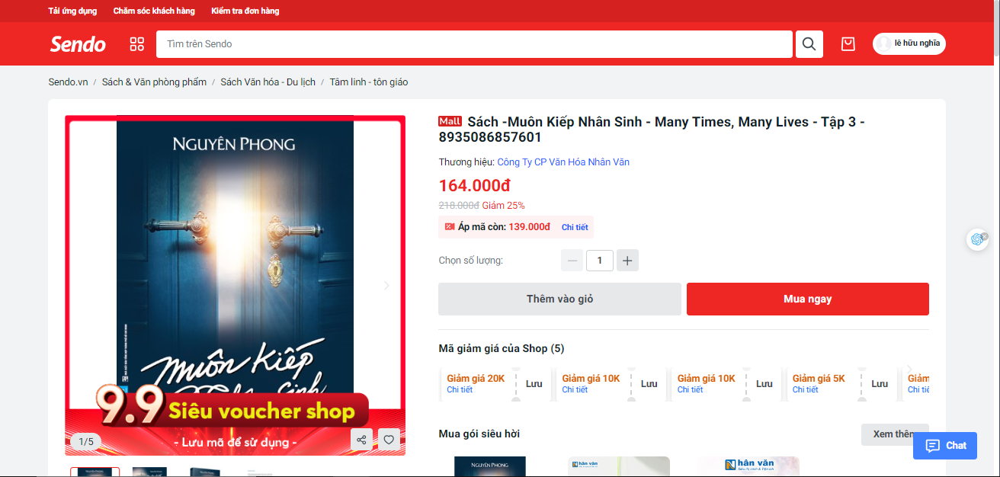 Tải ứng dụng
Chăm sóc khách hàng
Kiểm tra đơn hàng
Sendo
Tìm trên Sendo
lê hữu nghĩa
Sendo.vn / Sách & Văn phòng phẩm / Sách Văn hóa - Du lịch / Tâm linh - tôn giáo
NGUYÊN PHONG
muôn kiếp
9.9 Siêu voucher shop
- Lưu mã để sử dụng -
1/5
Mall Sách -Muôn Kiếp Nhân Sinh - Many Times, Many Lives - Tập 3 -
8935086857601
Thương hiệu: Công Ty CP Văn Hóa Nhân Văn
164.000đ
218.000đ Giảm 25%
Áp mã còn: 139.000đ Chi tiết
Chọn số lượng:
1
Thêm vào giỏ
Mua ngay
Mã giảm giá của Shop (5)
Giảm giá 20K
Chi tiết
Lưu
Giảm giá 10K
Chi tiết
Lưu
Giảm giá 10K
Chi tiết
Lưu
Giảm giá 5K
Chi tiết
Lưu
Mua gói siêu hời
Xem thêm
Chat
NGUYÊN PHONG
hân văn
hân văn